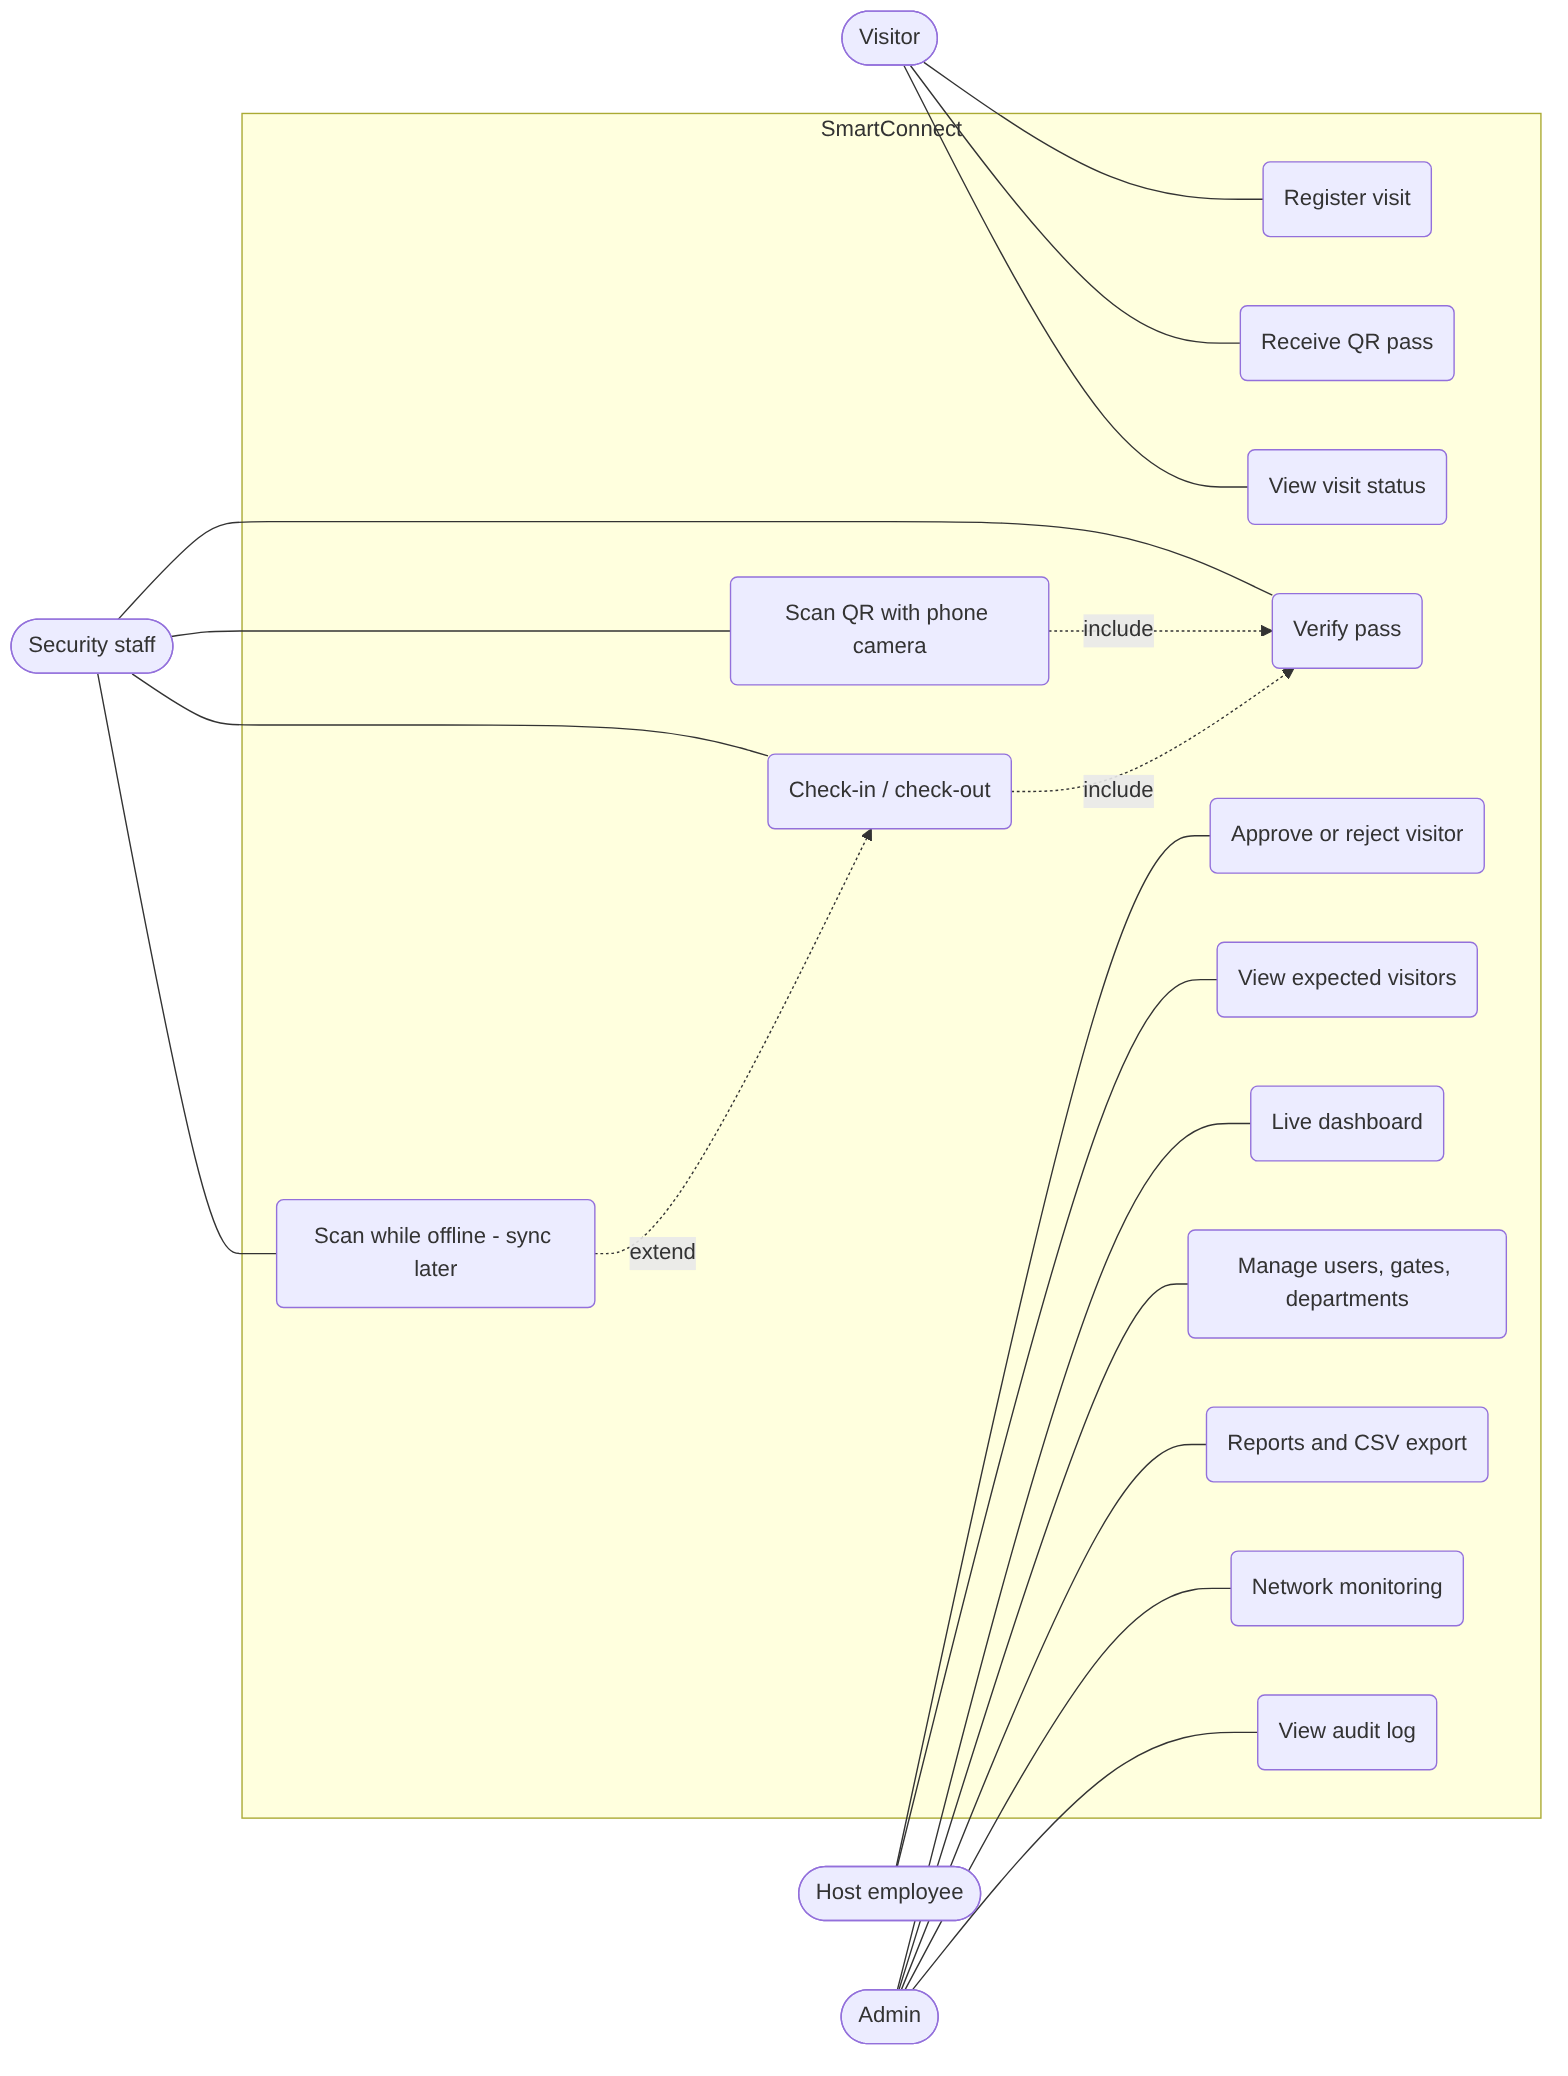 Visitor
SmartConnect
Register visit
Receive QR pass
View visit status
Security staff
Scan QR with phone
camera
include
Verify pass
Check-in / check-out
include
Approve or reject visitor
View expected visitors
Live dashboard
Scan while offline - sync
later
extend
Manage users, gates,
departments
Reports and CSV export
Network monitoring
View audit log
Host employee
Admin